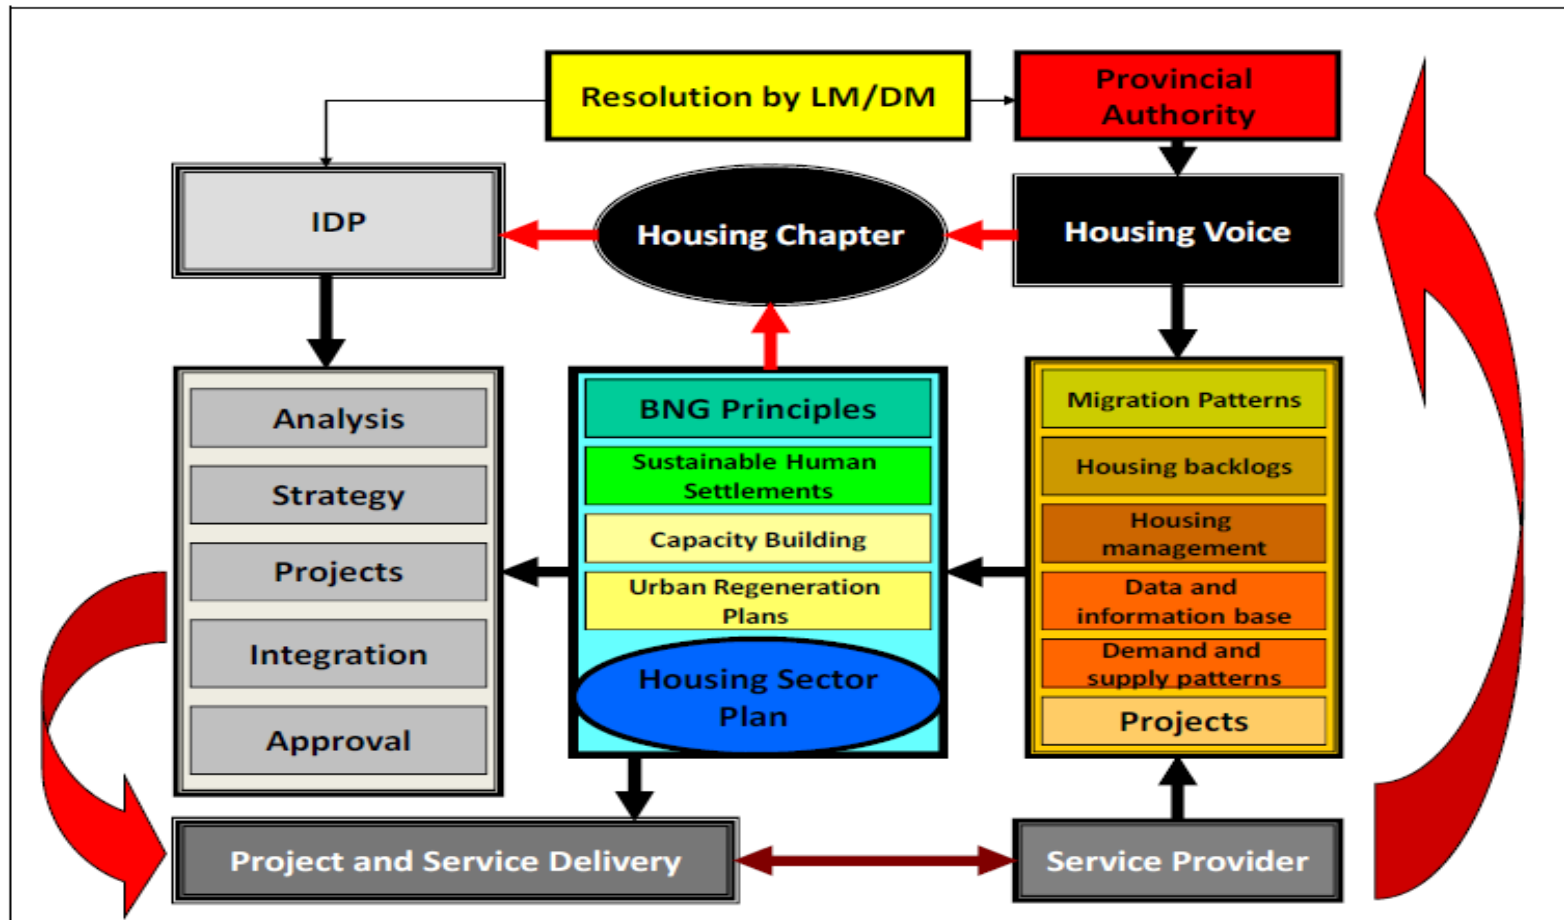 Resolution by LM/DM
Provincial
Authority
IDP
Housing Chapter
Housing Voice
Analysis
Strategy
Projects
Integration
Approval
BNG Principles
Sustainable Human
Settlements
Capacity Building
Urban Regeneration
Plans
Housing Sector
Plan
Migration Patterns
Housing backlogs
Housing
management
Data and
information base
Demand and
supply patterns
Projects
Project and Service Delivery
Service Provider